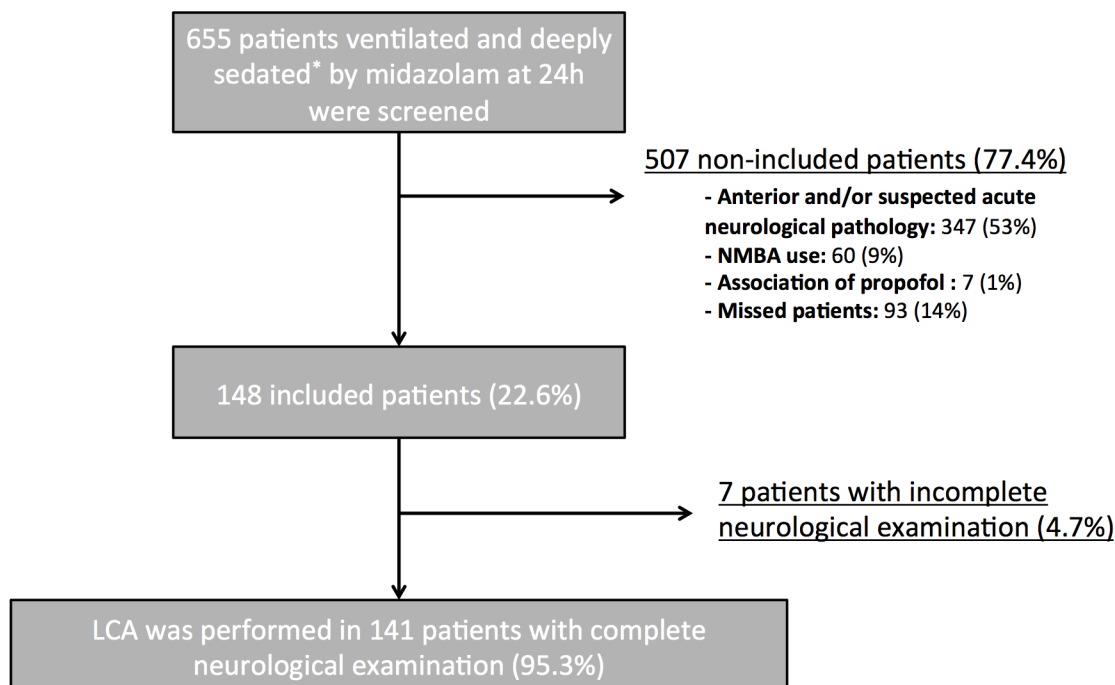 655 patients ventilated and deeply
sedated* by midazolam at 24h
were screened
507 non-included patients (77.4%)
- Anterior and/or suspected acute
neurological pathology: 347 (53%)
- NMBA use: 60 (9%)
- Association of propofol : 7 (1%)
- Missed patients: 93 (14%)
148 included patients (22.6%)
7 patients with incomplete
neurological examination (4.7%)
LCA was performed in 141 patients with complete
neurological examination (95.3%)